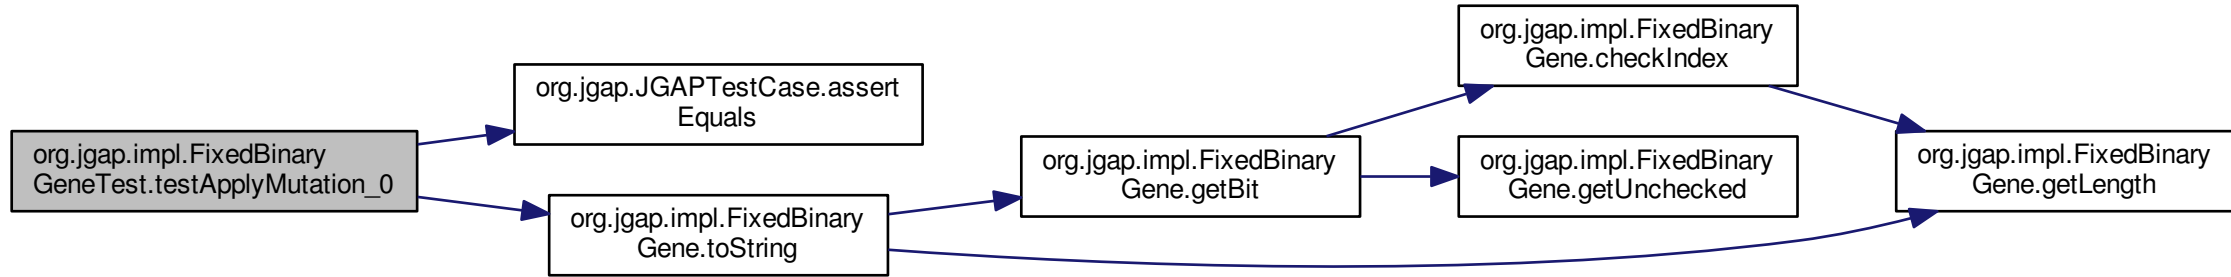 org.jgap.impl.FixedBinary
GeneTest.testApplyMutation_0
org.jgap.JGAPTestCase.assert
Equals
org.jgap.impl.FixedBinary
Gene.toString
org.jgap.impl.FixedBinary
Gene.getBit
org.jgap.impl.FixedBinary
Gene.checkIndex
org.jgap.impl.FixedBinary
Gene.getUnchecked
org.jgap.impl.FixedBinary
Gene.getLength